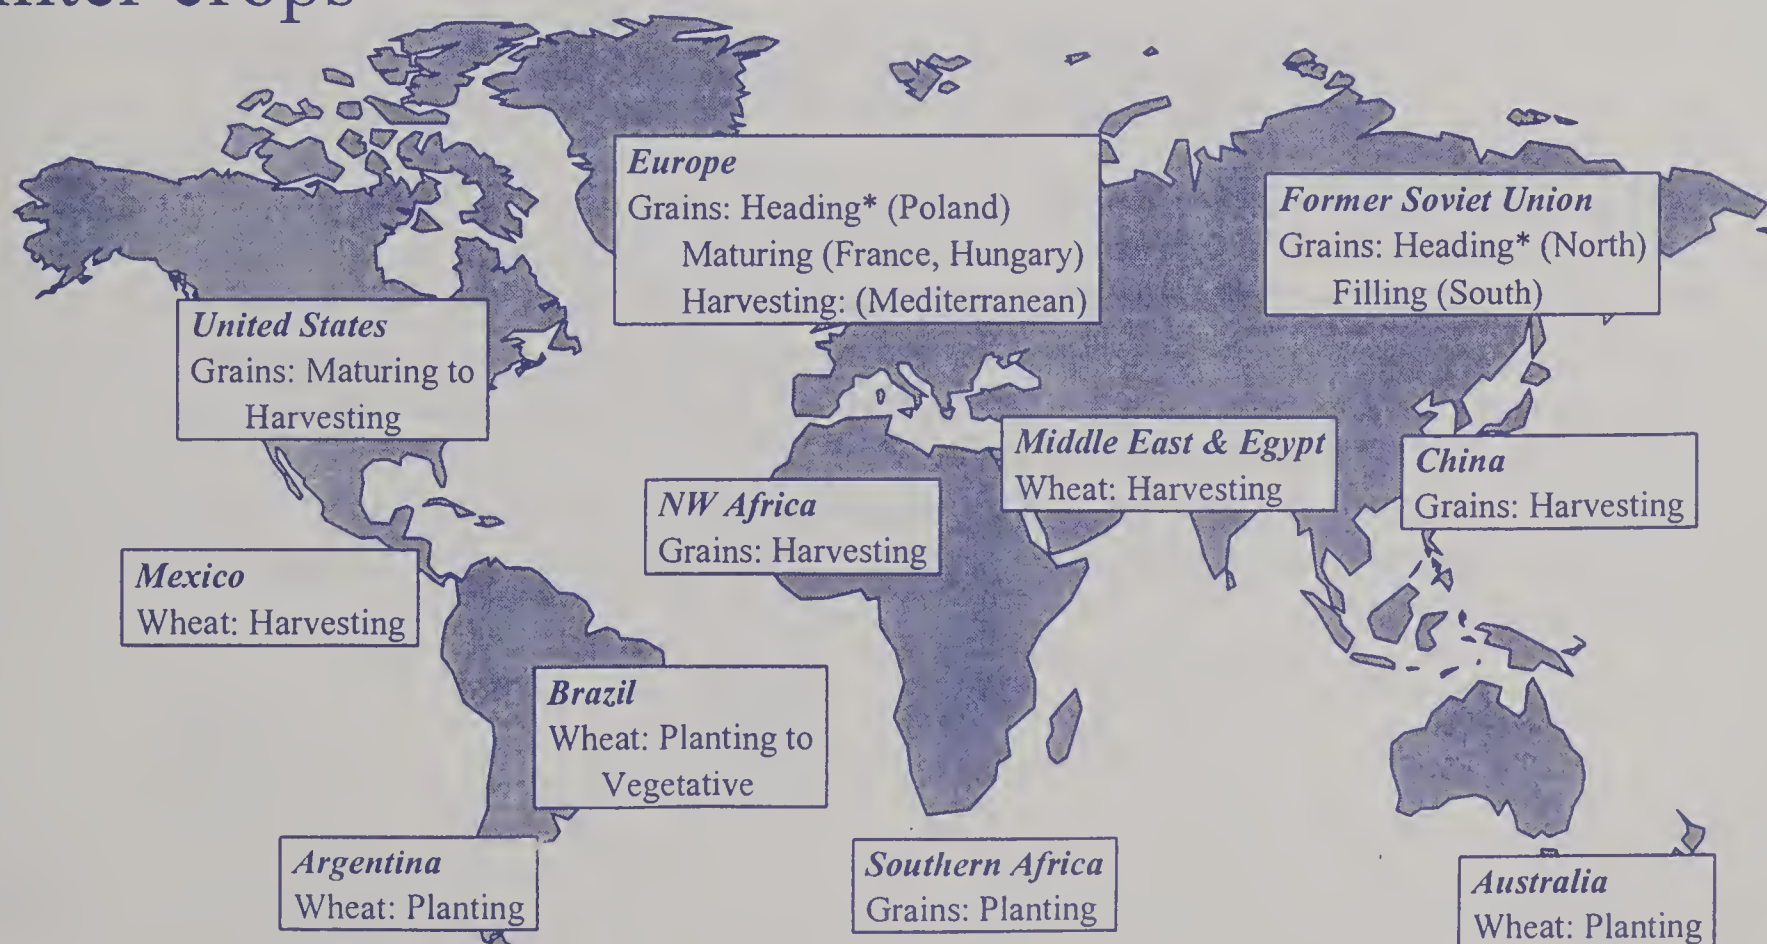 crops
Europe
Grains: Heading* (Poland)
Maturing (France, Hungary)
Harvesting: (Mediterranean)
Former Soviet Union
Grains: Heading* (North)
Filling (South)
United States
Grains: Maturing to
Harvesting
Middle East & Egypt
Wheat: Harvesting
China
Grains: Harvesting
NW Africa
Grains: Harvesting
Mexico
Wheat: Harvesting
Brazil
Wheat: Planting to
Vegetative
Argentina
Wheat: Planting
Southern Africa
Grains: Planting
Australia
Wheat: Planting